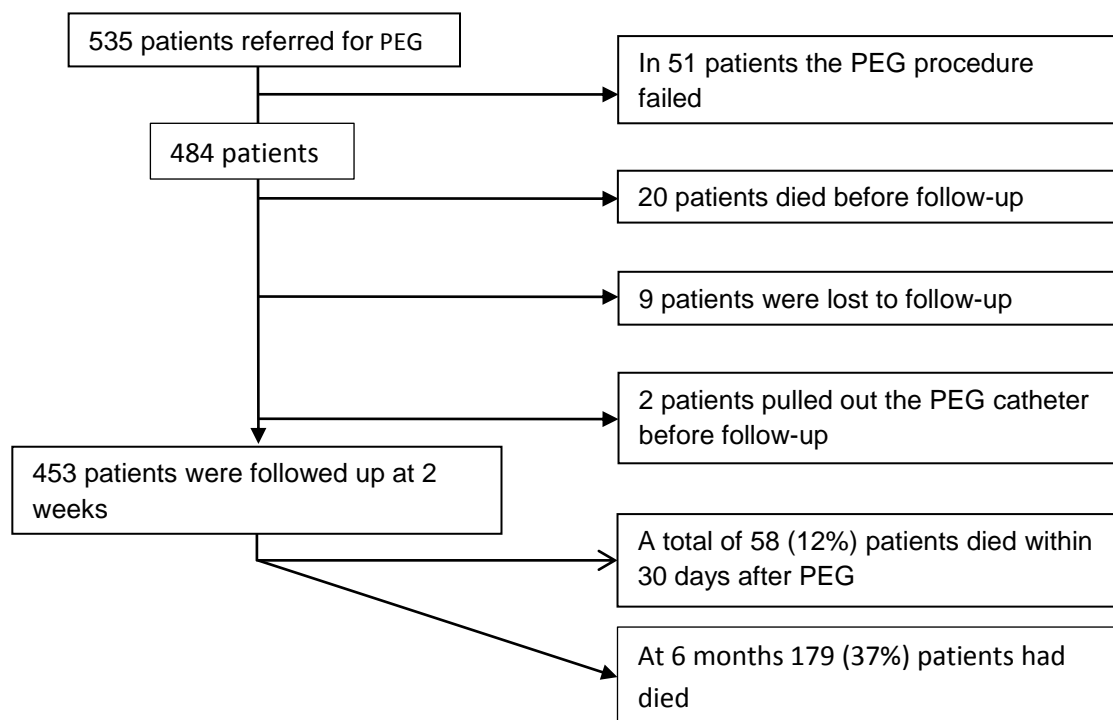 535 patients referred for PEG
In 51 patients the PEG procedure
failed
484 patients
20 patients died before follow-up
9 patients were lost to follow-up
2 patients pulled out the PEG catheter
before follow-up
453 patients were followed up at 2
weeks
A total of 58 (12%) patients died within
30 days after PEG
At 6 months 179 (37%) patients had
died